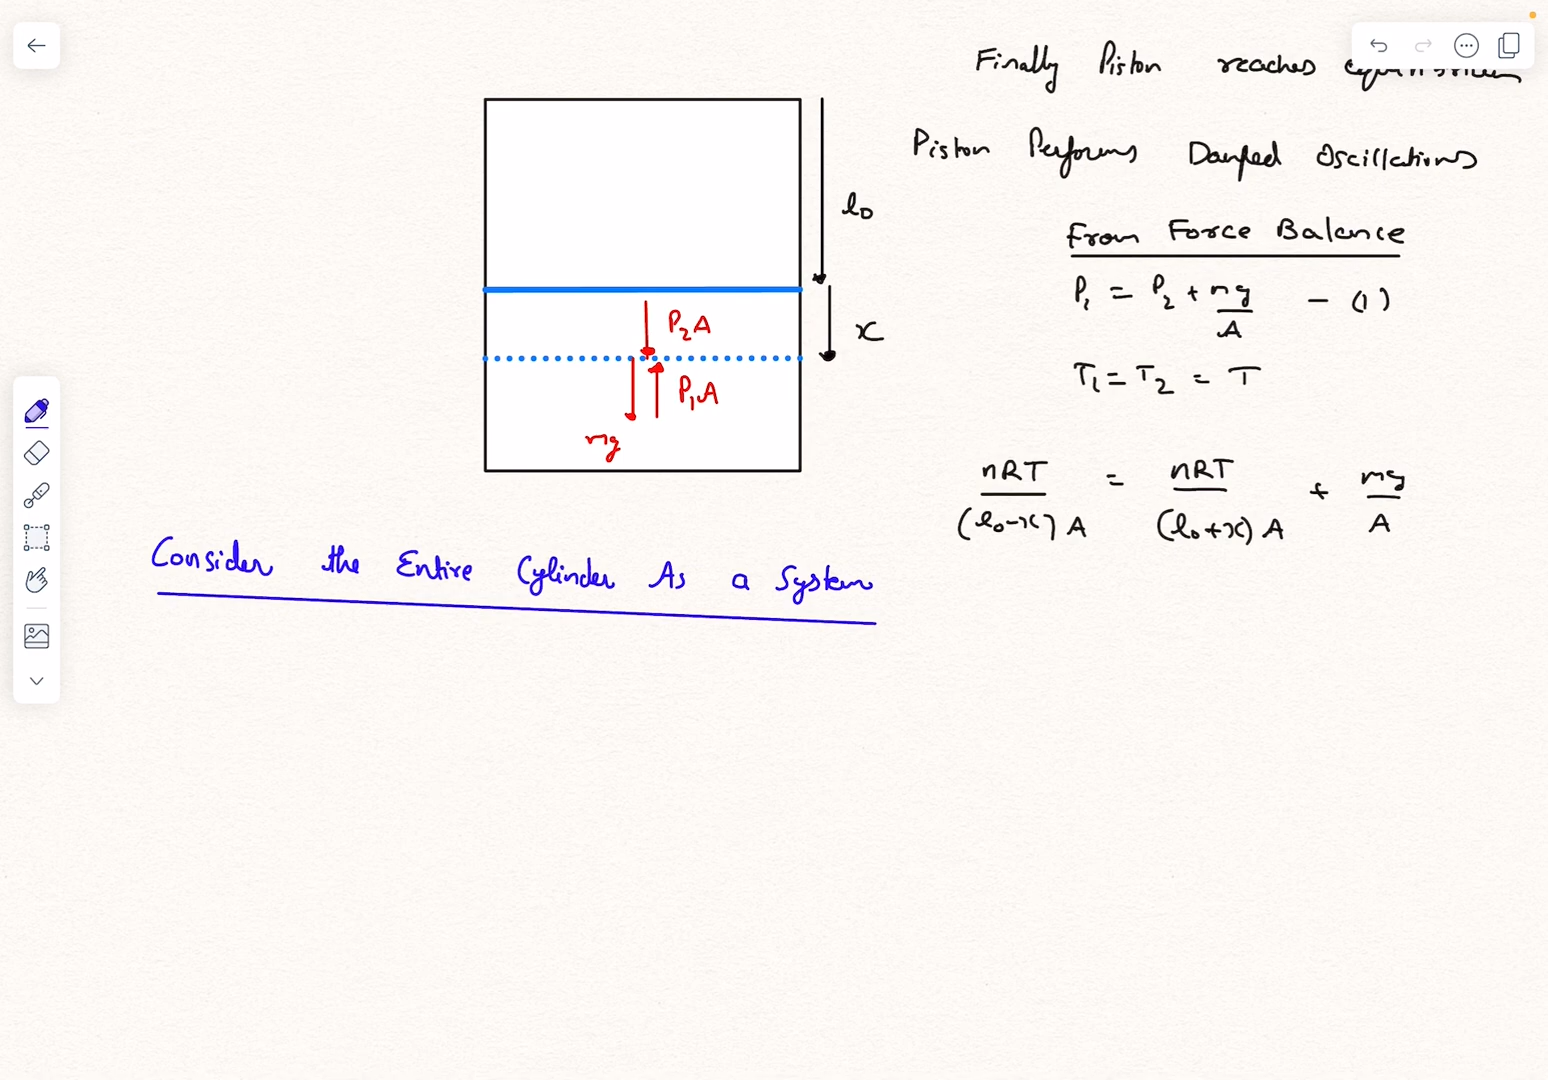 Finally Piston reaches
Piston Performs Damped Oscillations
l₀
From Force Balance
P₁ = P₂ + mg/A - (1)
P₂A
x
T₁ = T₂ = T
P₁A
mg
nRT/(l₀-x)A = nRT/(l₀+x)A + mg/A
Consider the Entire Cylinder As a System